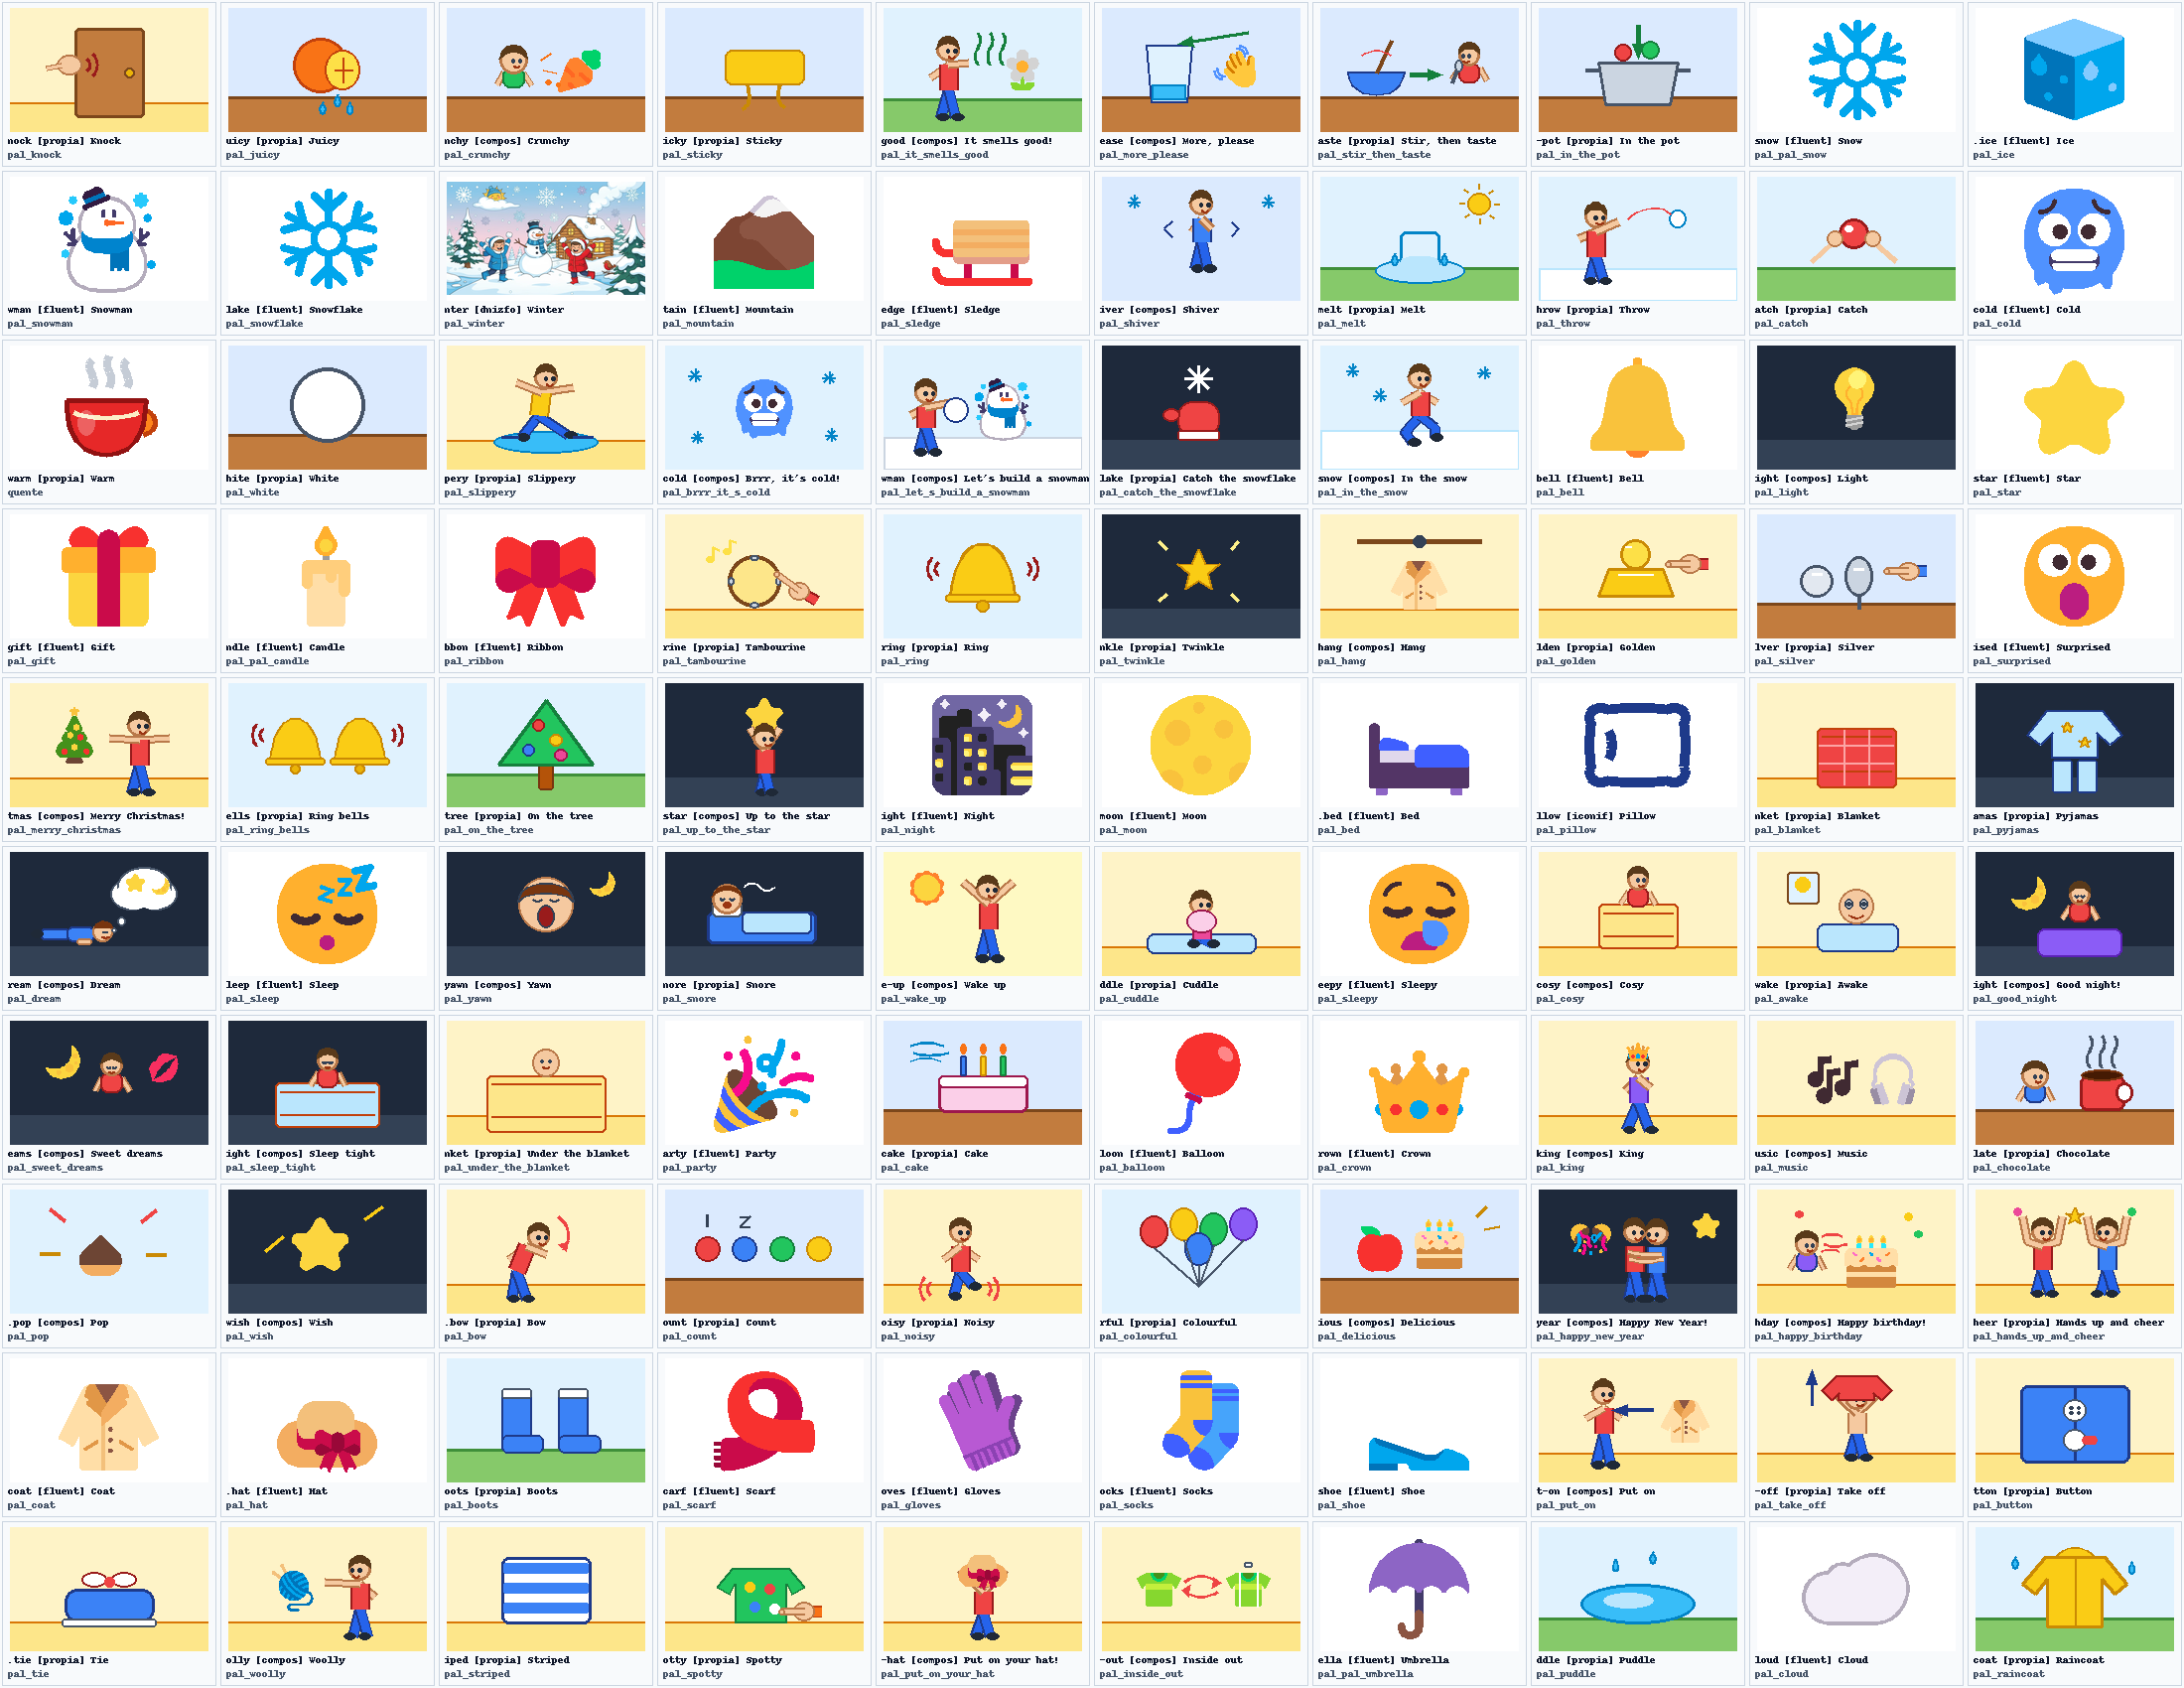 nock [propia] Knock
pal_knock
uicy [propia] Juicy
pal_juicy
nchy [compos] Crunchy
pal_crunchy
icky [propia] Sticky
pal_sticky
good [compos] It smells good!
pal_it_smells_good
ease [compos] More, please
pal_more_please
aste [propia] Stir, then taste
pal_stir_then_taste
-pot [propia] In the pot
pal_in_the_pot
snow [fluent] Snow
pal_pal_snow
.ice [fluent] Ice
pal_ice
wman [fluent] Snowman
pal_snowman
lake [fluent] Snowflake
pal_snowflake
nter [dnizfo] Winter
pal_winter
tain [fluent] Mountain
pal_mountain
edge [fluent] Sledge
pal_sledge
iver [compos] Shiver
pal_shiver
melt [propia] Melt
pal_melt
hrow [propia] Throw
pal_throw
atch [propia] Catch
pal_catch
cold [fluent] Cold
pal_cold
warm [propia] Warm
quente
hite [propia] White
pal_white
pery [propia] Slippery
pal_slippery
cold [compos] Brrr, it's cold!
pal_brrr_it_s_cold
wman [compos] Let's build a snowman
pal_let_s_build_a_snowman
lake [propia] Catch the snowflake
pal_catch_the_snowflake
snow [compos] In the snow
pal_in_the_snow
bell [fluent] Bell
pal_bell
ight [compos] Light
pal_light
star [fluent] Star
pal_star
gift [fluent] Gift
pal_gift
ndle [fluent] Candle
pal_pal_candle
bbon [fluent] Ribbon
pal_ribbon
rine [propia] Tambourine
pal_tambourine
ring [propia] Ring
pal_ring
nkle [propia] Twinkle
pal_twinkle
hang [compos] Hang
pal_hang
lden [propia] Golden
pal_golden
lver [propia] Silver
pal_silver
ised [fluent] Surprised
pal_surprised
tmas [compos] Merry Christmas!
pal_merry_christmas
ells [propia] Ring bells
pal_ring_bells
tree [propia] On the tree
pal_on_the_tree
star [compos] Up to the star
pal_up_to_the_star
ight [fluent] Night
pal_night
moon [fluent] Moon
pal_moon
.bed [fluent] Bed
pal_bed
llow [iconif] Pillow
pal_pillow
nket [propia] Blanket
pal_blanket
amas [propia] Pyjamas
pal_pyjamas
ream [compos] Dream
pal_dream
leep [fluent] Sleep
pal_sleep
yawn [compos] Yawn
pal_yawn
nore [propia] Snore
pal_snore
e-up [compos] Wake up
pal_wake_up
ddle [propia] Cuddle
pal_cuddle
eepy [fluent] Sleepy
pal_sleepy
cosy [compos] Cosy
pal_cosy
wake [propia] Awake
pal_awake
ight [compos] Good night!
pal_good_night
eams [compos] Sweet dreams
pal_sweet_dreams
ight [compos] Sleep tight
pal_sleep_tight
nket [propia] Under the blanket
pal_under_the_blanket
arty [fluent] Party
pal_party
cake [propia] Cake
pal_cake
loon [fluent] Balloon
pal_balloon
rown [fluent] Crown
pal_crown
king [compos] King
pal_king
usic [compos] Music
pal_music
late [propia] Chocolate
pal_chocolate
1 2
.pop [compos] Pop
pal_pop
wish [compos] Wish
pal_wish
.bow [propia] Bow
pal_bow
ount [propia] Count
pal_count
oisy [propia] Noisy
pal_noisy
rful [propia] Colourful
pal_colourful
ious [compos] Delicious
pal_delicious
year [compos] Happy New Year!
pal_happy_new_year
hday [compos] Happy birthday!
pal_happy_birthday
heer [propia] Hands up and cheer
pal_hands_up_and_cheer
coat [fluent] Coat
pal_coat
.hat [fluent] Hat
pal_hat
oots [propia] Boots
pal_boots
carf [fluent] Scarf
pal_scarf
oves [fluent] Gloves
pal_gloves
ocks [fluent] Socks
pal_socks
shoe [fluent] Shoe
pal_shoe
t-on [compos] Put on
pal_put_on
-off [propia] Take off
pal_take_off
tton [propia] Button
pal_button
.tie [propia] Tie
pal_tie
olly [compos] Woolly
pal_woolly
iped [propia] Striped
pal_striped
otty [propia] Spotty
pal_spotty
-hat [compos] Put on your hat!
pal_put_on_your_hat
-out [compos] Inside out
pal_inside_out
ella [fluent] Umbrella
pal_pal_umbrella
ddle [propia] Puddle
pal_puddle
loud [fluent] Cloud
pal_cloud
coat [propia] Raincoat
pal_raincoat